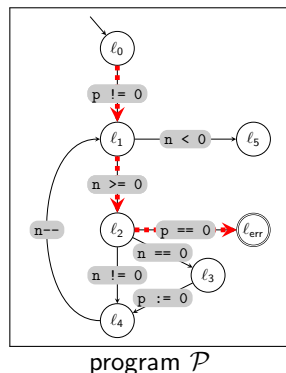 ℓ0
p != 0
ℓ1
n < 0
ℓ5
n >= 0
n--
ℓ2
p == 0
ℓerr
n == 0
n != 0
ℓ3
p := 0
ℓ4
program 𝒫